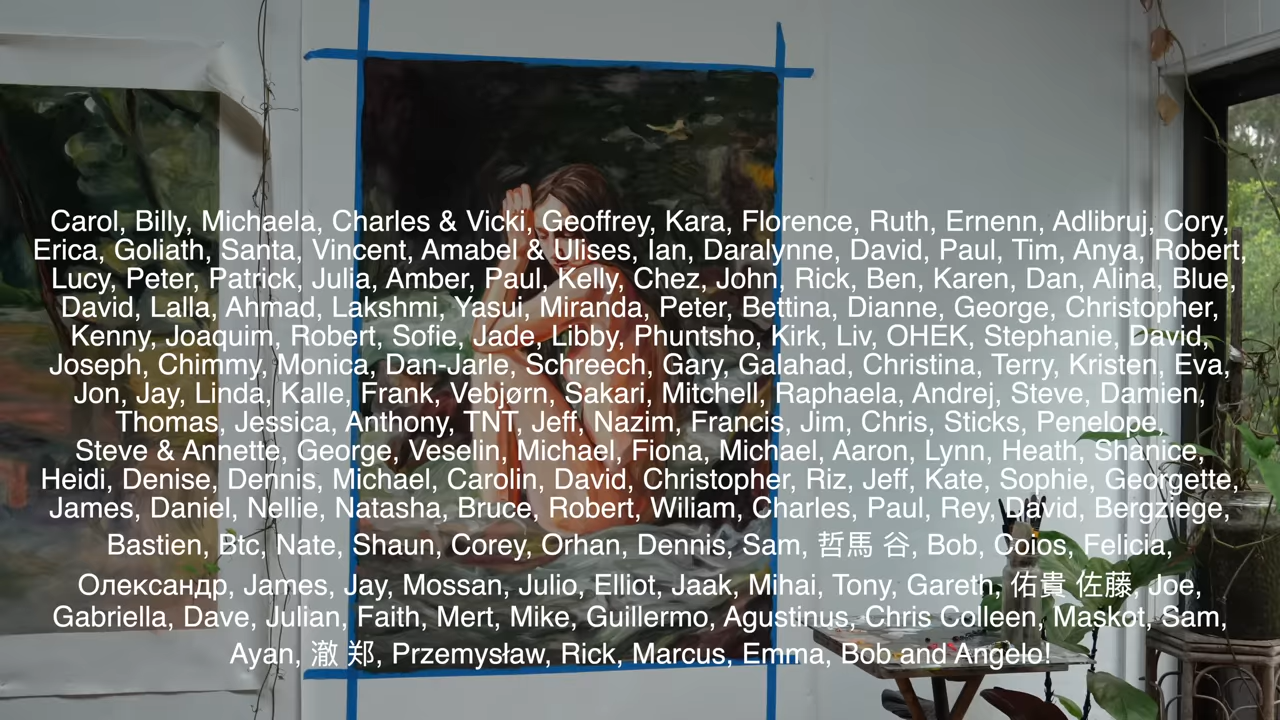 Carol, Billy, Michaela, Charles & Vicki, Geoffrey, Kara, Florence, Ruth, Ernenn, Adlibruj, Cory,
Erica, Goliath, Santa, Vincent, Amabel & Ulises, Ian, Daralynne, David, Paul, Tim, Anya, Robert,
Lucy, Peter, Patrick, Julia, Amber, Paul, Kelly, Chez, John, Rick, Ben, Karen, Dan, Alina, Blue,
David, Lalla, Ahmad, Lakshmi, Yasui, Miranda, Peter, Bettina, Dianne, George, Christopher,
Kenny, Joaquim, Robert, Sofie, Jade, Libby, Phuntsho, Kirk, Liv, OHEK, Stephanie, David,
Joseph, Chimmy, Monica, Dan-Jarle, Schreech, Gary, Galahad, Christina, Terry, Kristen, Eva,
Jon, Jay, Linda, Kalle, Frank, Vebjørn, Sakari, Mitchell, Raphaela, Andrej, Steve, Damien,
Thomas, Jessica, Anthony, TNT, Jeff, Nazim, Francis, Jim, Chris, Sticks, Penelope,
Steve & Annette, George, Veselin, Michael, Fiona, Michael, Aaron, Lynn, Heath, Shanice,
Heidi, Denise, Dennis, Michael, Carolin, David, Christopher, Riz, Jeff, Kate, Sophie, Georgette,
James, Daniel, Nellie, Natasha, Bruce, Robert, Wiliam, Charles, Paul, Rey, David, Bergziege,
Bastien, Btc, Nate, Shaun, Corey, Orhan, Dennis, Sam, 哲馬 谷, Bob, Coios, Felicia,
Олександр, James, Jay, Mossan, Julio, Elliot, Jaak, Mihai, Tony, Gareth, 佑貴 佐藤, Joe,
Gabriella, Dave, Julian, Faith, Mert, Mike, Guillermo, Agustinus, Chris Colleen, Maskot, Sam,
Ayan, 澈 郑, Przemysław, Rick, Marcus, Emma, Bob and Angelo!